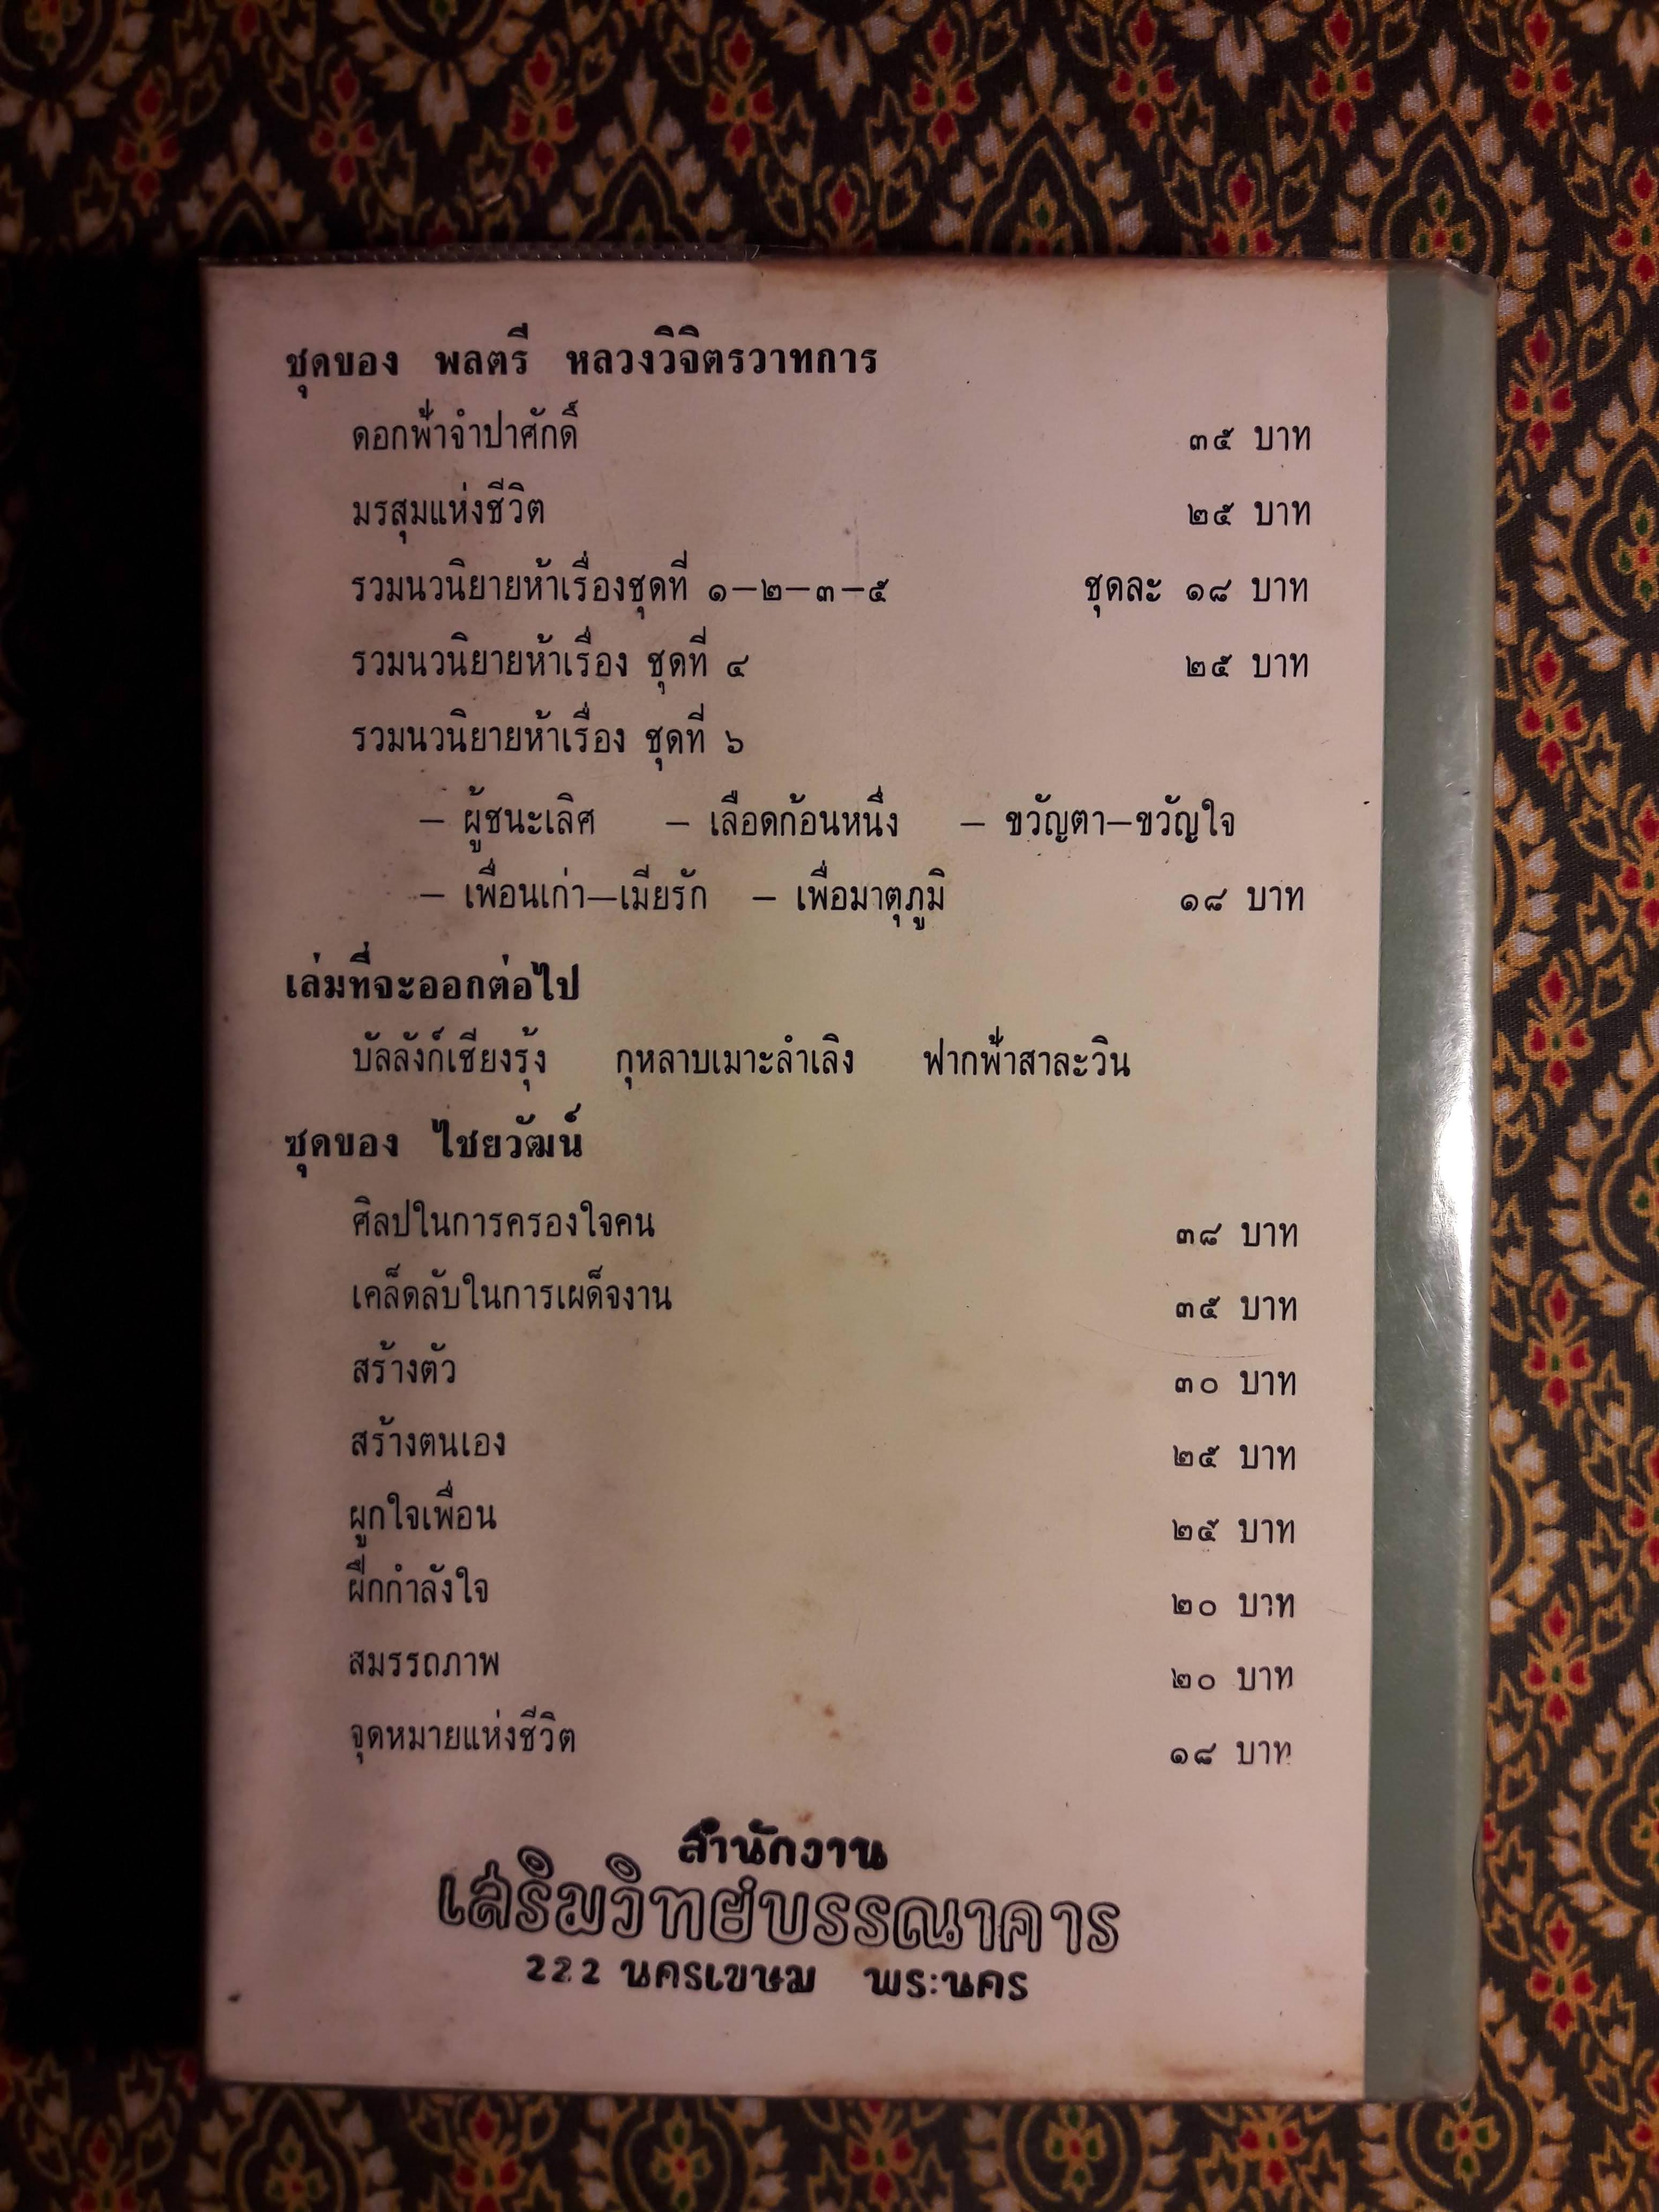 ชุดของ พลตรี หลวงวิจิตรวาทการ
ดอกฟ้าจำปาศักดิ์ ๓๕ บาท
มรสุมแห่งชีวิต ๒๕ บาท
รวมนวนิยายห้าเรื่องชุดที่ ๑–๒–๓–๕ ชุดละ ๑๘ บาท
รวมนวนิยายห้าเรื่อง ชุดที่ ๔ ๒๕ บาท
รวมนวนิยายห้าเรื่อง ชุดที่ ๖
– ผู้ชนะเลิศ – เลือดก้อนหนึ่ง – ขวัญตา–ขวัญใจ
– เพื่อนเก่า–เมียรัก – เพื่อมาตุภูมิ ๑๘ บาท
เล่มที่จะออกต่อไป
บัลลังก์เชียงรุ้ง กุหลาบเมาะลำเลิง ฟากฟ้าสาละวิน
ชุดของ ไชยวัฒน์
ศิลปในการครองใจคน ๓๘ บาท
เคล็ดลับในการเผด็จงาน ๓๕ บาท
สร้างตัว ๓๐ บาท
สร้างตนเอง ๒๕ บาท
ผูกใจเพื่อน ๒๕ บาท
ฝึกกำลังใจ ๒๐ บาท
สมรรถภาพ ๒๐ บาท
จุดหมายแห่งชีวิต ๑๘ บาท
สำนักงาน
เสริมวิทย์บรรณาคาร
222 นครเขษม พระนคร